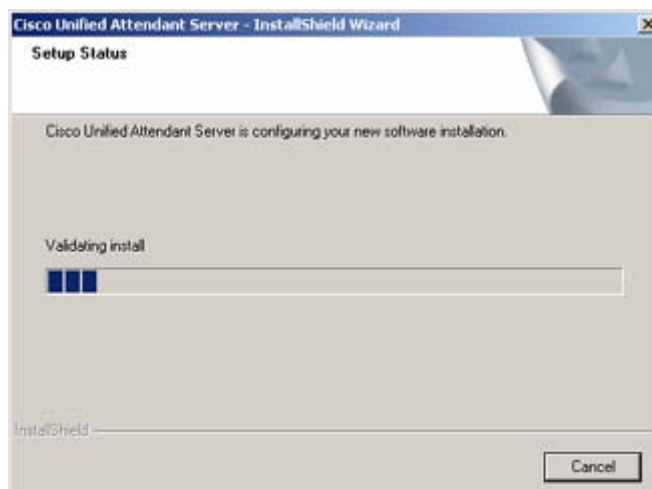 Cisco Unified Attendant Server - InstallShield Wizard
Setup Status
Cisco Unified Attendant Server is configuring your new software installation.
Validating install
InstallShield
Cancel